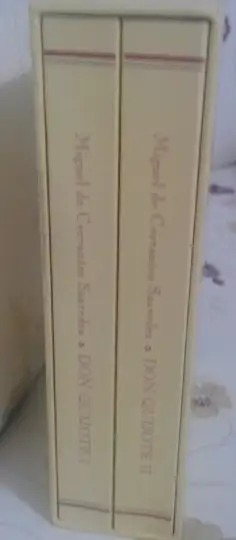 Miguel de Cervantes Saavedra • DON QUIJOTE I
Miguel de Cervantes Saavedra • DON QUIJOTE II